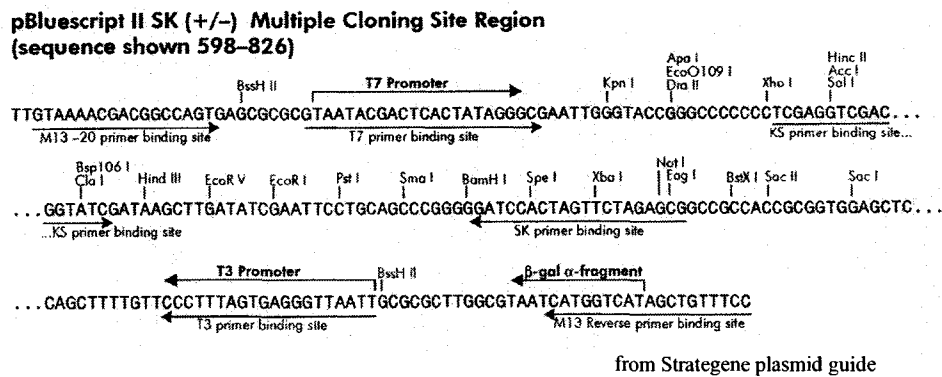 pBluescript II SK (+/–) Multiple Cloning Site Region
(sequence shown 598–826)
BssH II
T7 Promoter
Kpn I
Apa I
EcoO109 I
Dra II
Xho I
Hinc II
Acc I
Sal I
TTGTAAAACGACGGCCAGTGAGCGCGCGTAATACGACTCACTATAGGGCGAATTGGGTACCGGGCCCCCCCTCGAGGTCGAC...
M13 –20 primer binding site
T7 primer binding site
KS primer binding site...
Bsp106 I
Cla I
Hind III
EcoR V
EcoR I
Pst I
Sma I
BamH I
Spe I
Xba I
Not I
Eag I
BstX I
Sac II
Sac I
...GGTATCGATAAGCTTGATATCGAATTCCTGCAGCCCGGGGGATCCACTAGTTCTAGAGCGGCCGCCACCGCGGTGGAGCTC...
...KS primer binding site
SK primer binding site
T3 Promoter
BssH II
β-gal α-fragment
...CAGCTTTTGTTCCCTTTAGTGAGGGTTAATTGCGCGCTTGGCGTAATCATGGTCATAGCTGTTTCC
T3 primer binding site
M13 Reverse primer binding site
from Strategene plasmid guide